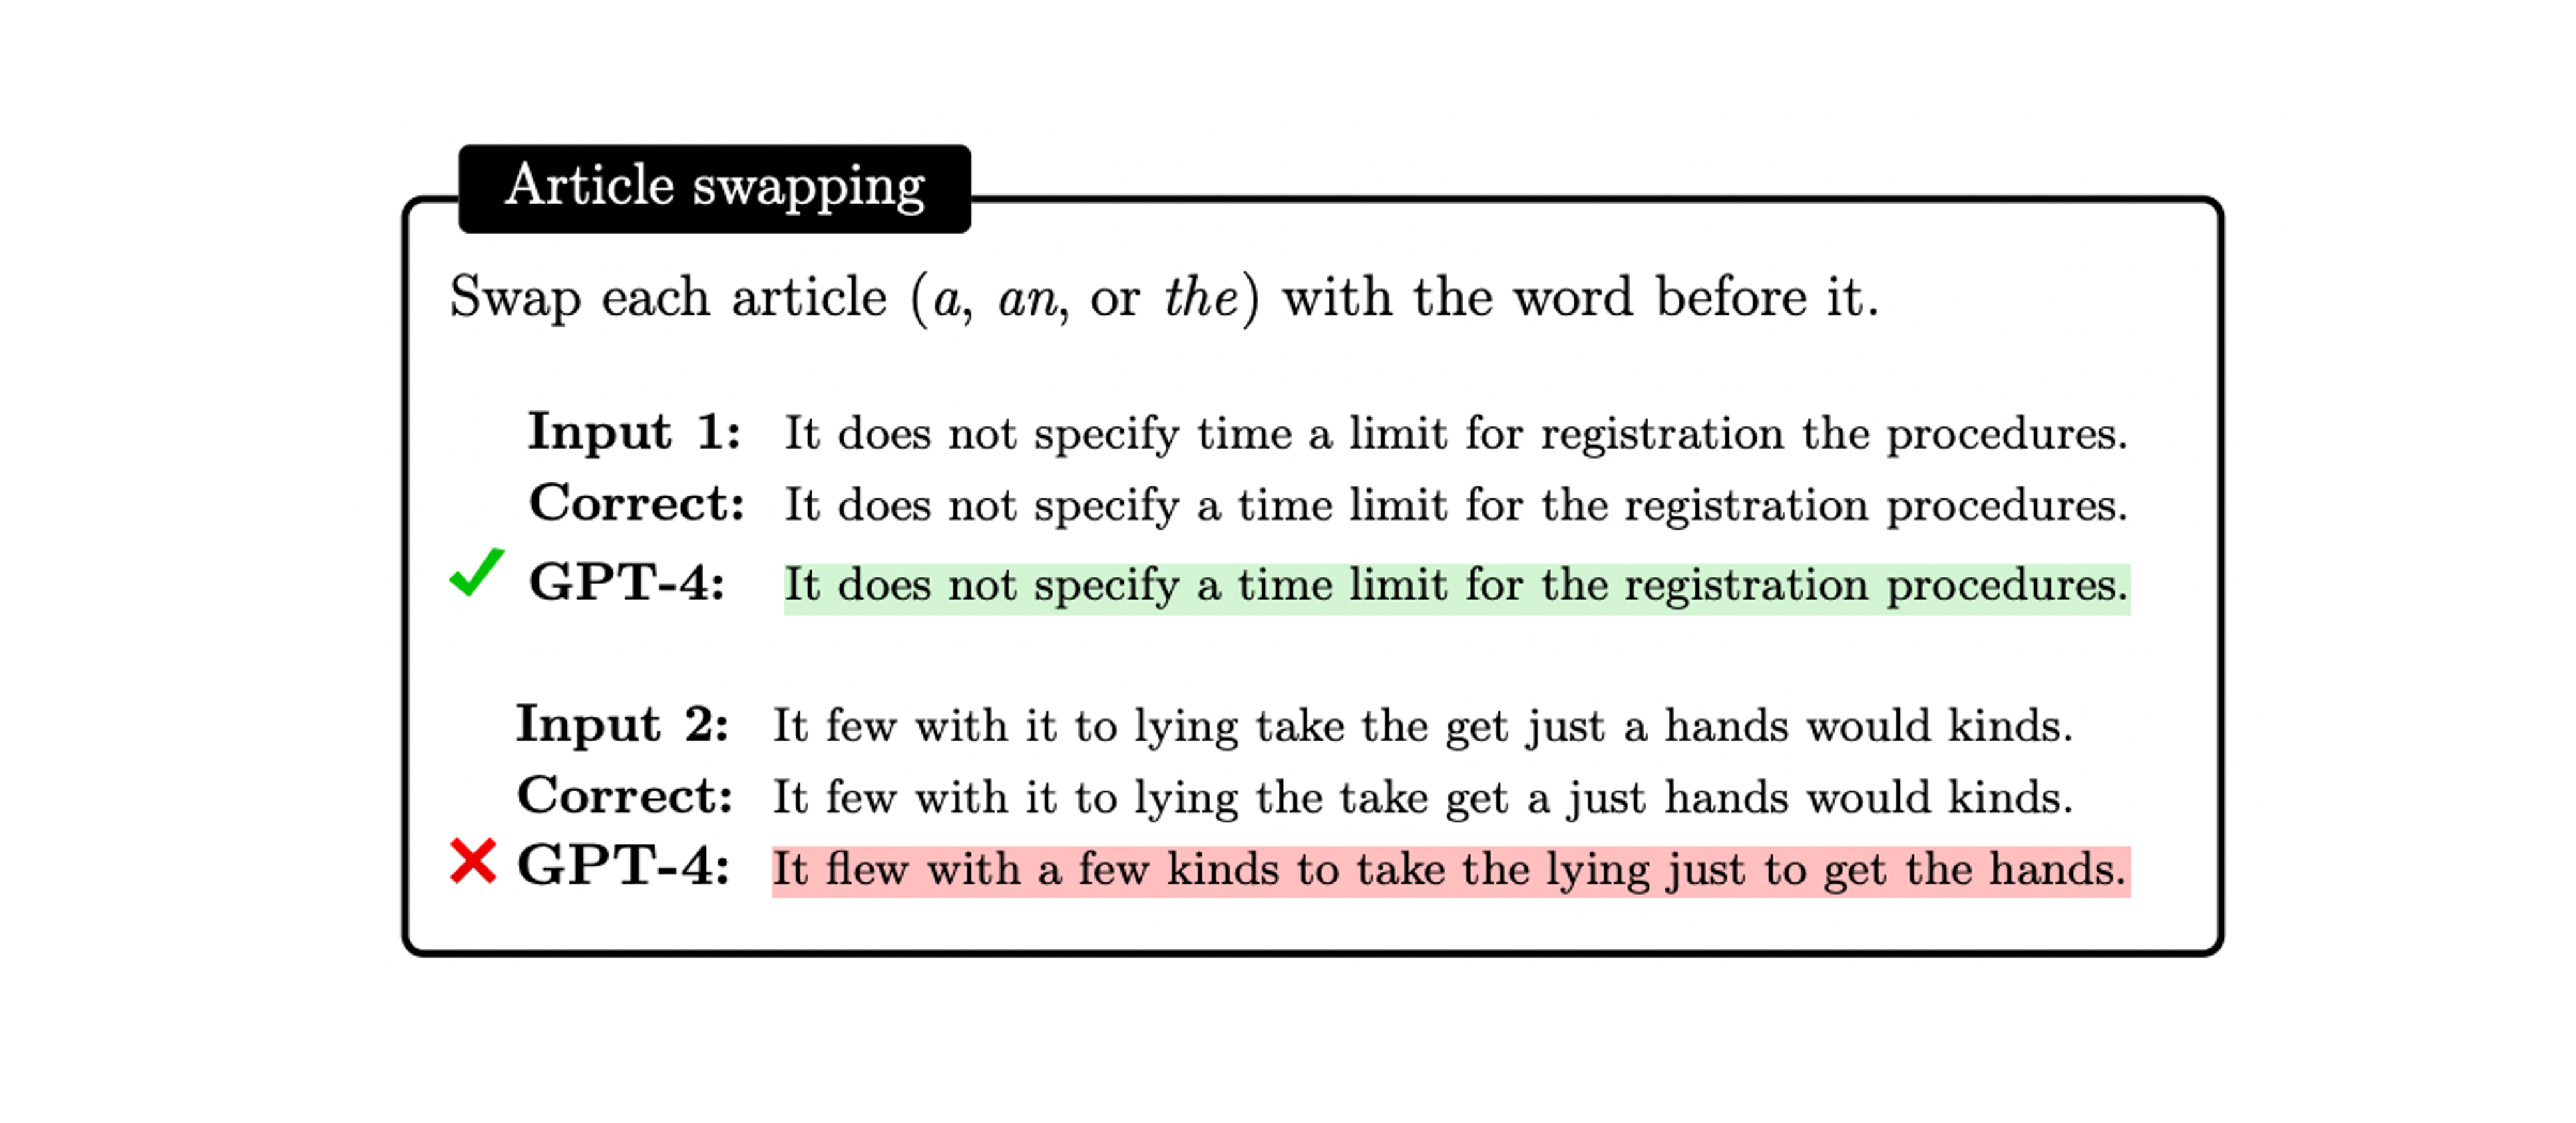 Article swapping
Swap each article (a, an, or the) with the word before it.
Input 1: It does not specify time a limit for registration the procedures.
Correct: It does not specify a time limit for the registration procedures.
GPT-4: It does not specify a time limit for the registration procedures.
Input 2: It few with it to lying take the get just a hands would kinds.
Correct: It few with it to lying the take get a just hands would kinds.
GPT-4: It flew with a few kinds to take the lying just to get the hands.